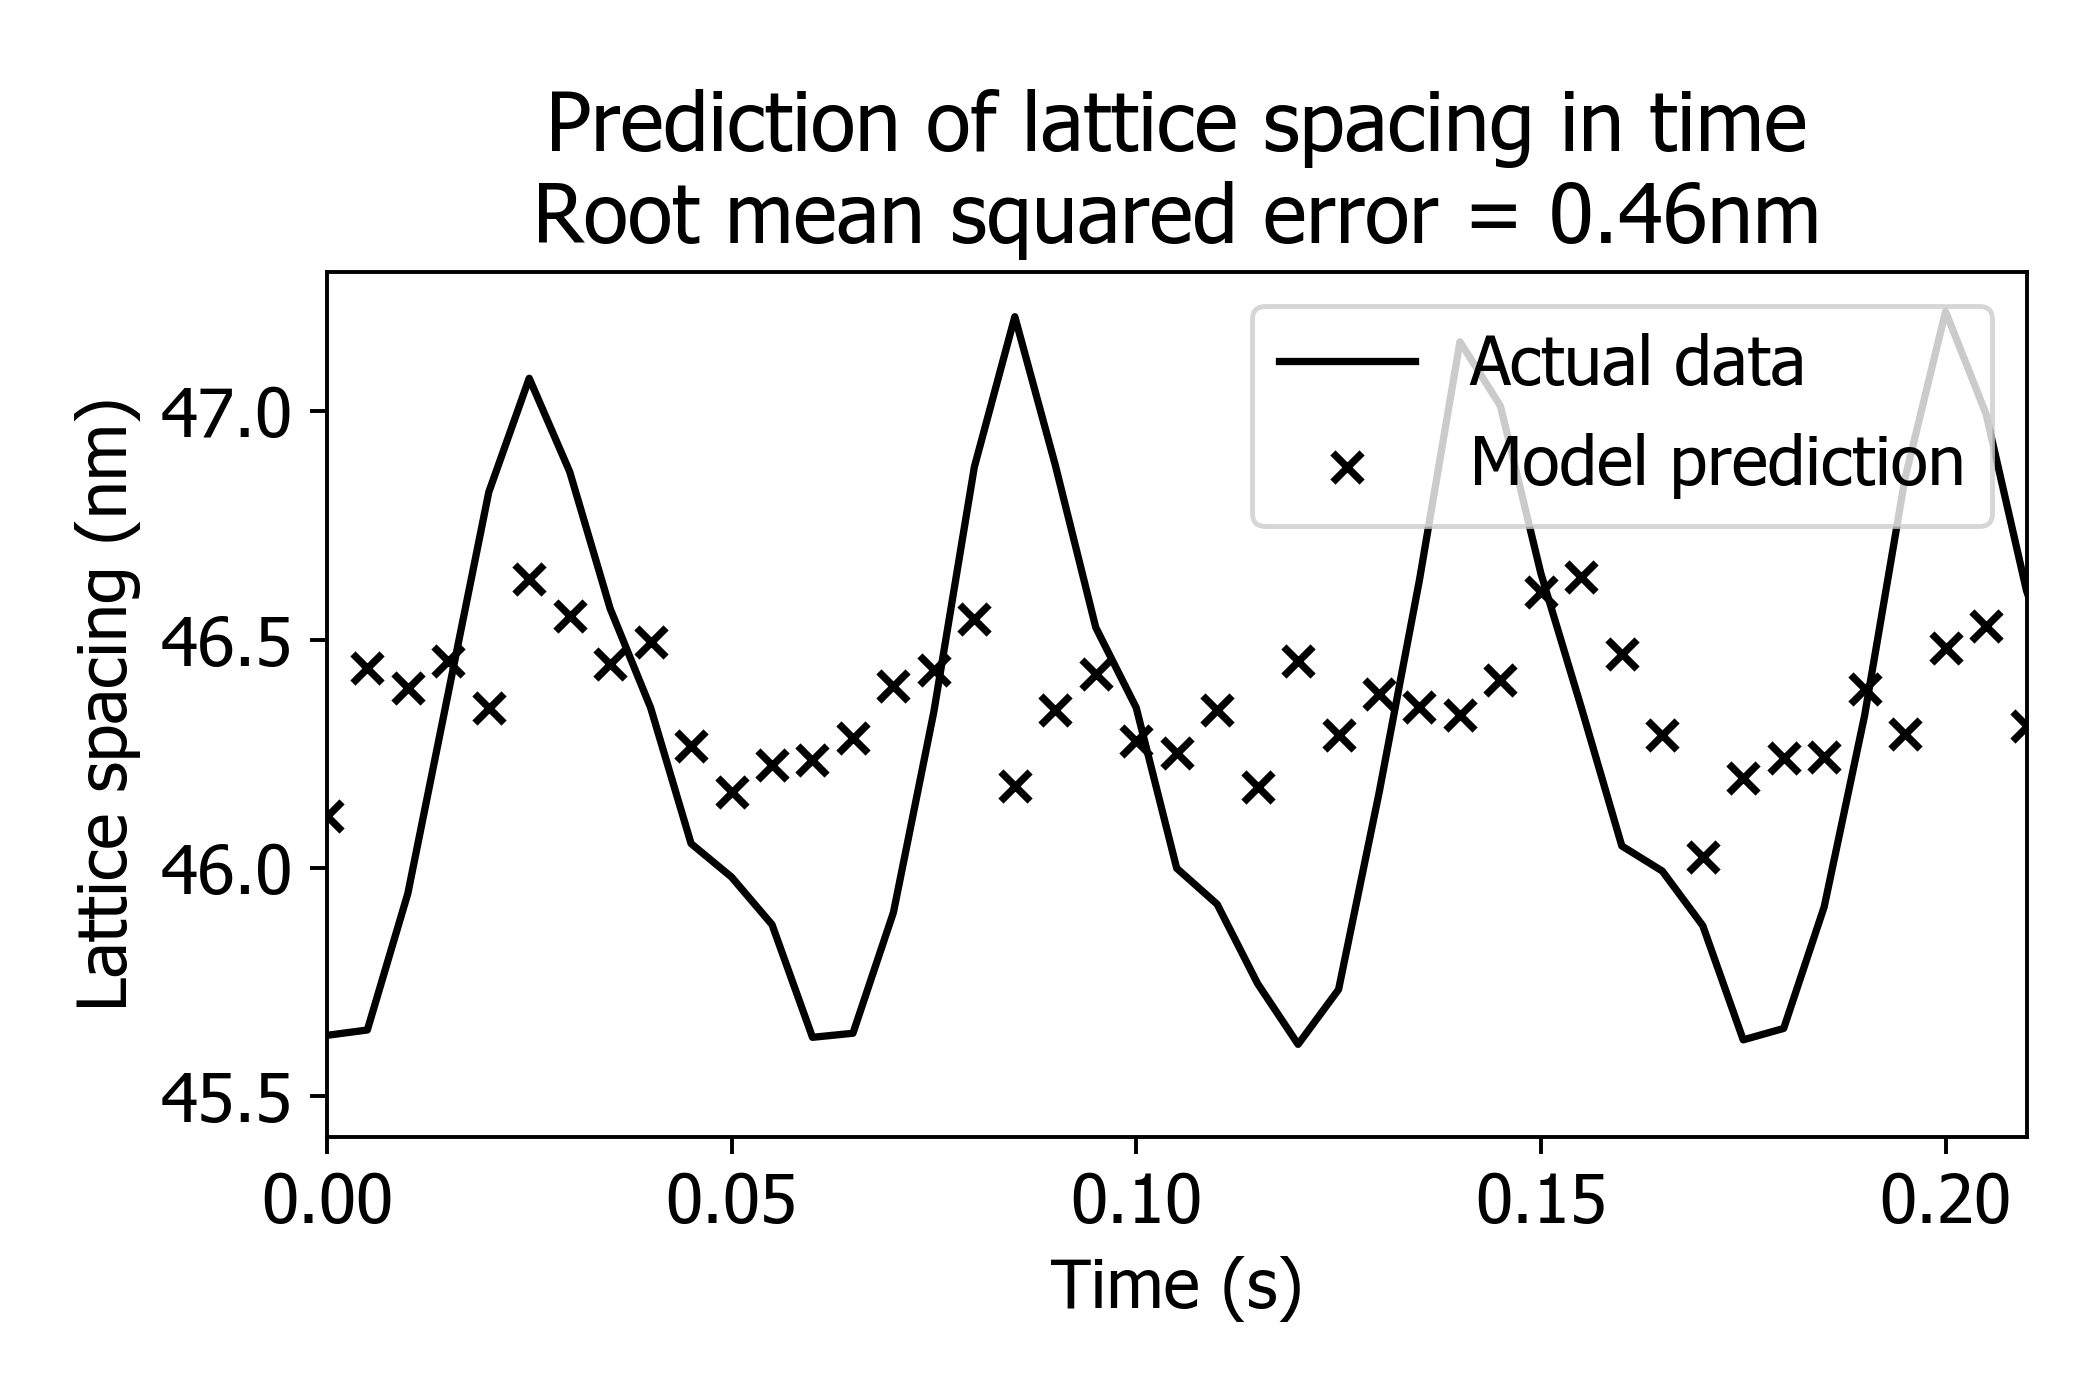 Prediction of lattice spacing in time
Root mean squared error = 0.46nm
Actual data
Model prediction
Lattice spacing (nm)
47.0
46.5
46.0
45.5
0.00 0.05 0.10 0.15 0.20
Time (s)